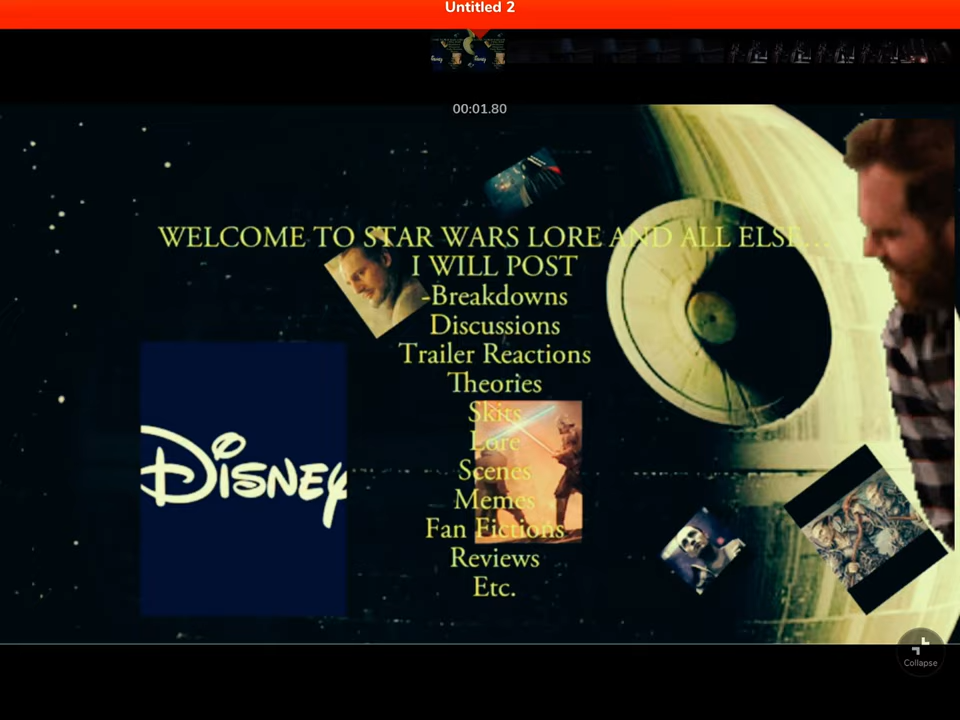 Untitled 2
00:01.80
WELCOME TO STAR WARS LORE AND ALL ELSE...
I WILL POST
-Breakdowns
Discussions
Trailer Reactions
Theories
Skits
Lore
Scenes
Memes
Fan Fictions
Reviews
Etc.
DISNEY
Collapse